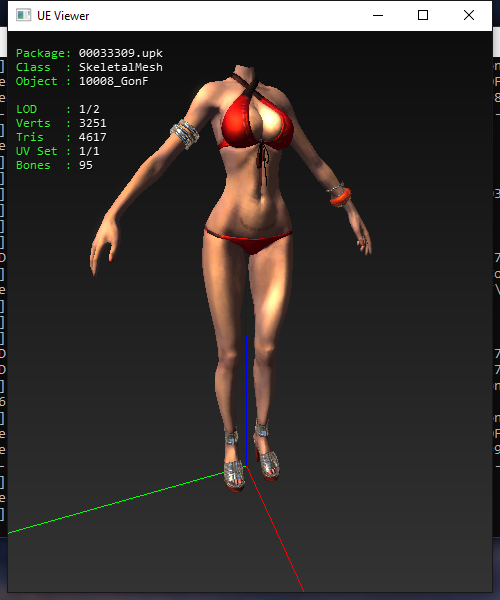 UE Viewer
Package: 00033309.upk
Class : SkeletalMesh
Object : 10008_GonF
LOD : 1/2
Verts : 3251
Tris : 4617
UV Set : 1/1
Bones : 95